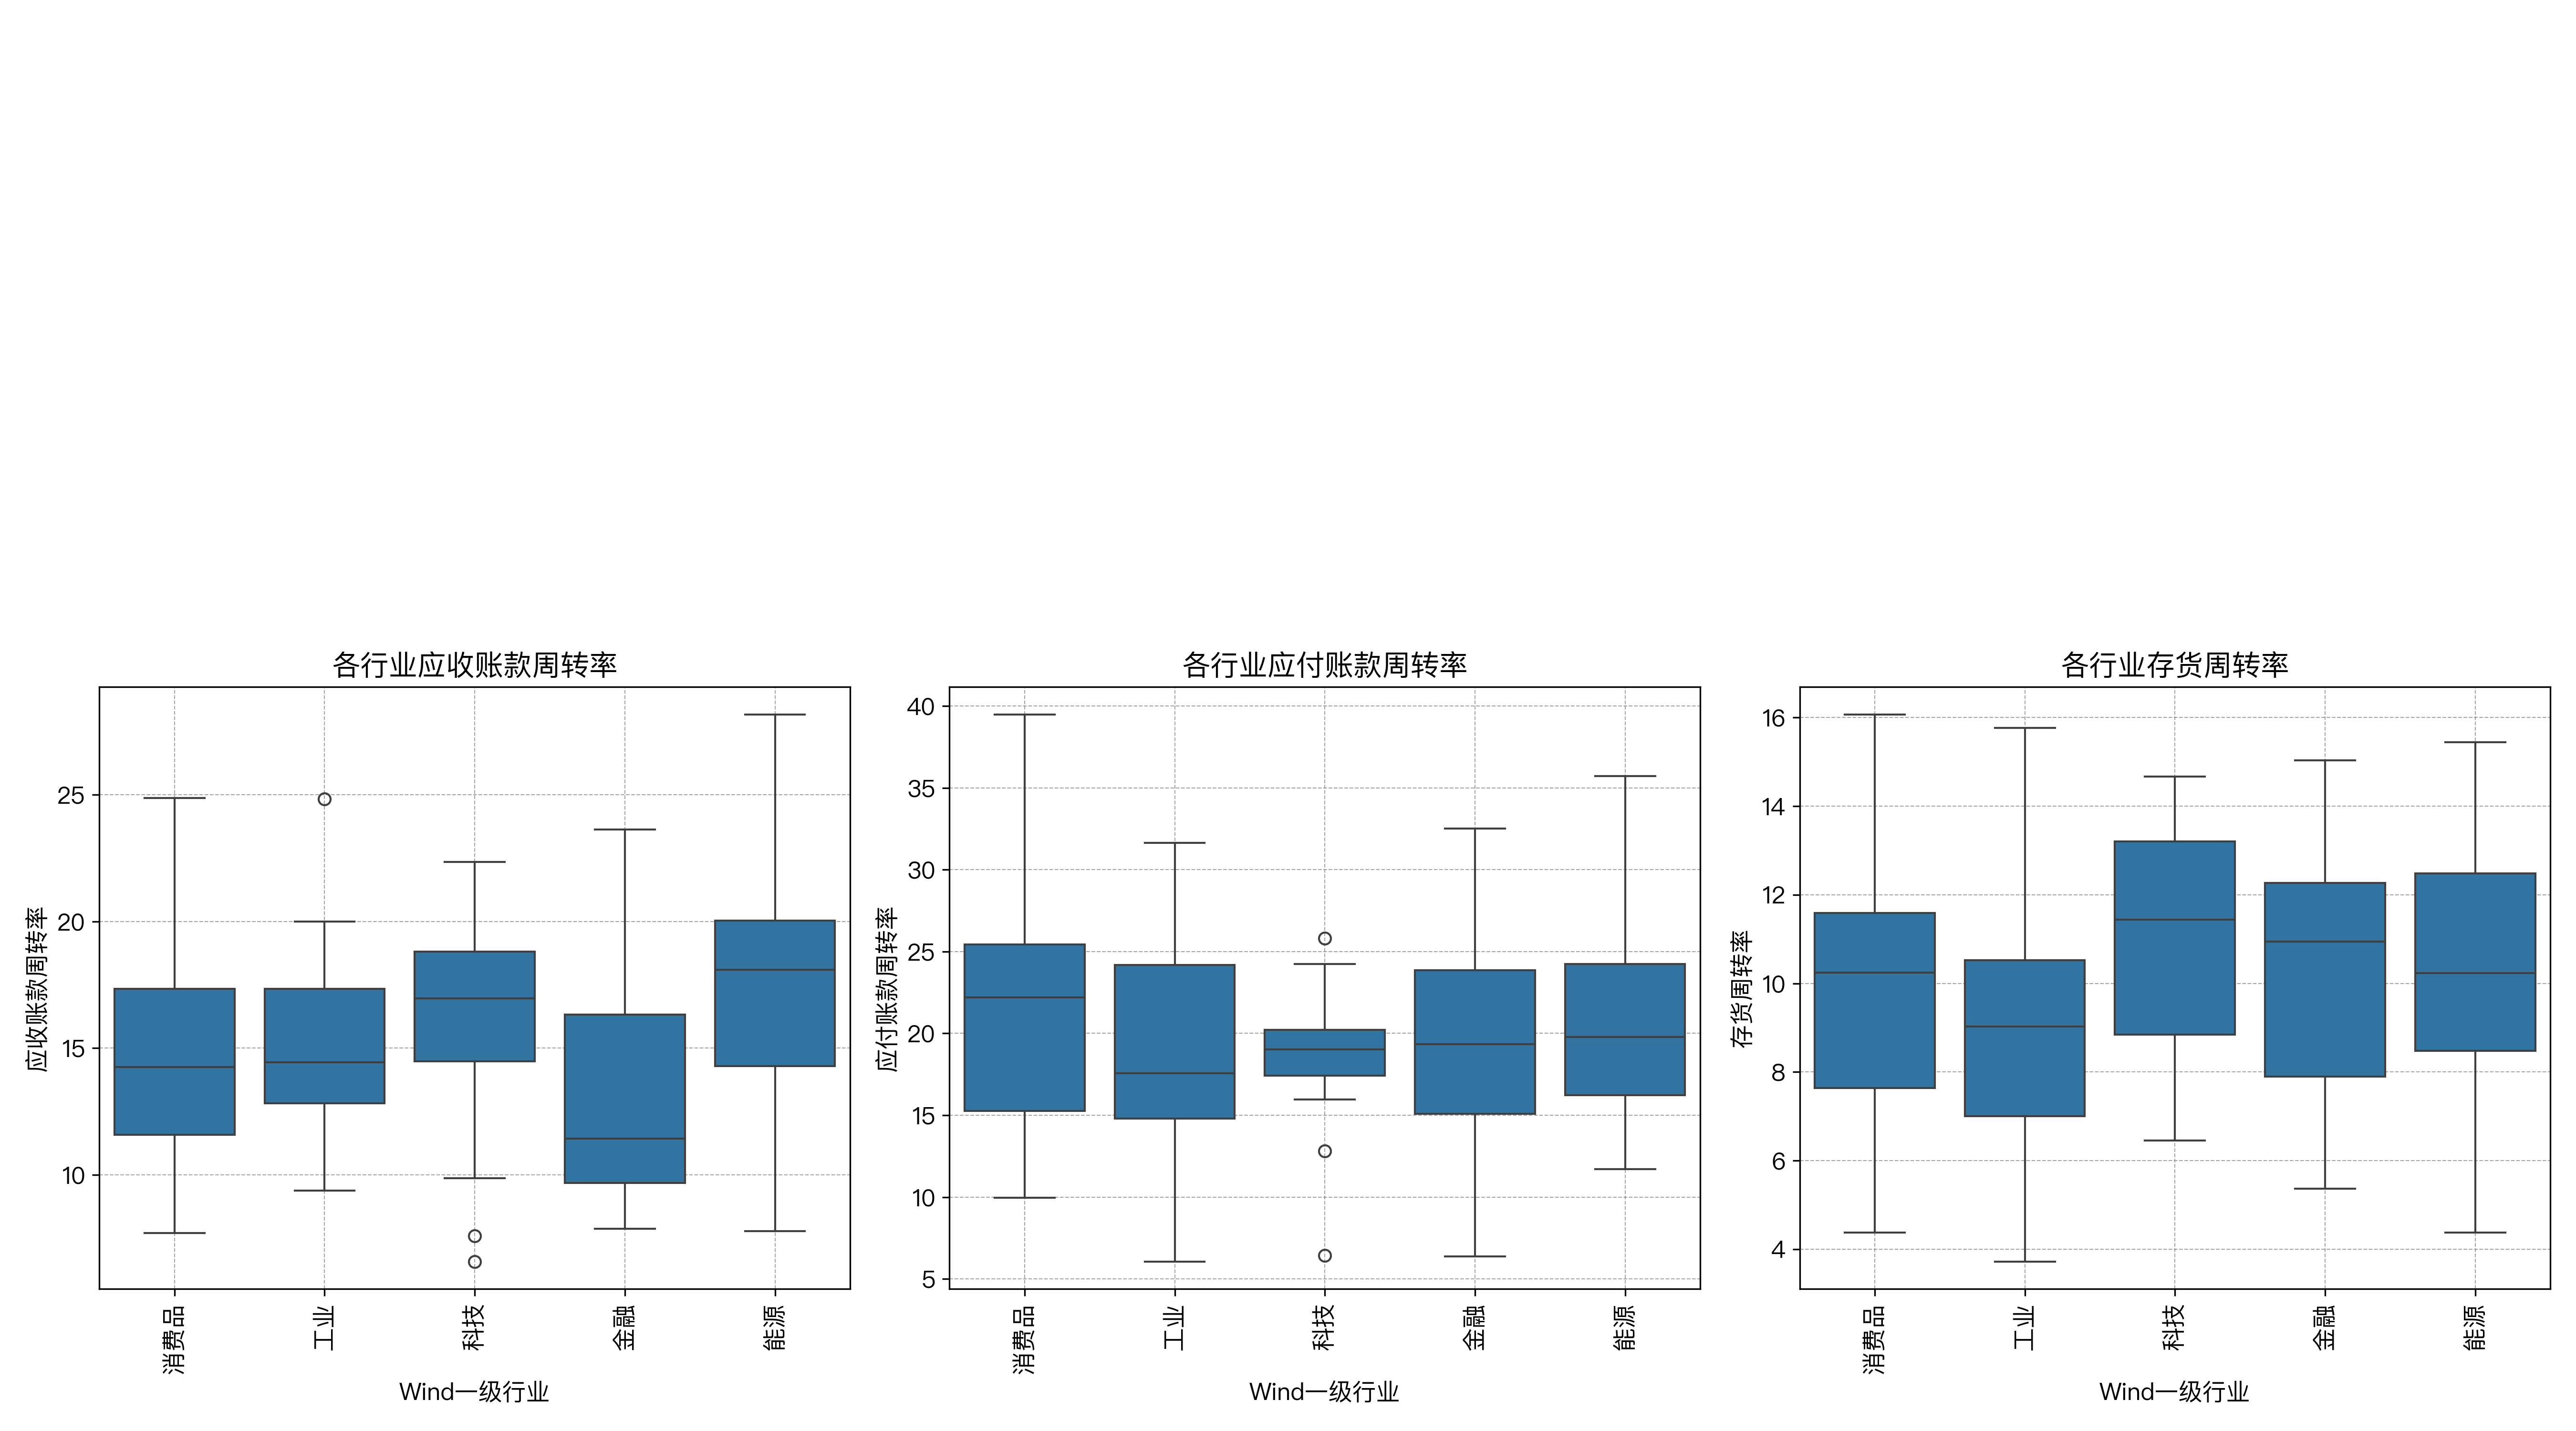 各行业应收账款周转率
应收账款周转率
25
20
15
10
消费品
工业
科技
金融
能源
Wind一级行业
各行业应付账款周转率
应付账款周转率
40
35
30
25
20
15
10
5
消费品
工业
科技
金融
能源
Wind一级行业
各行业存货周转率
存货周转率
16
14
12
10
8
6
4
消费品
工业
科技
金融
能源
Wind一级行业